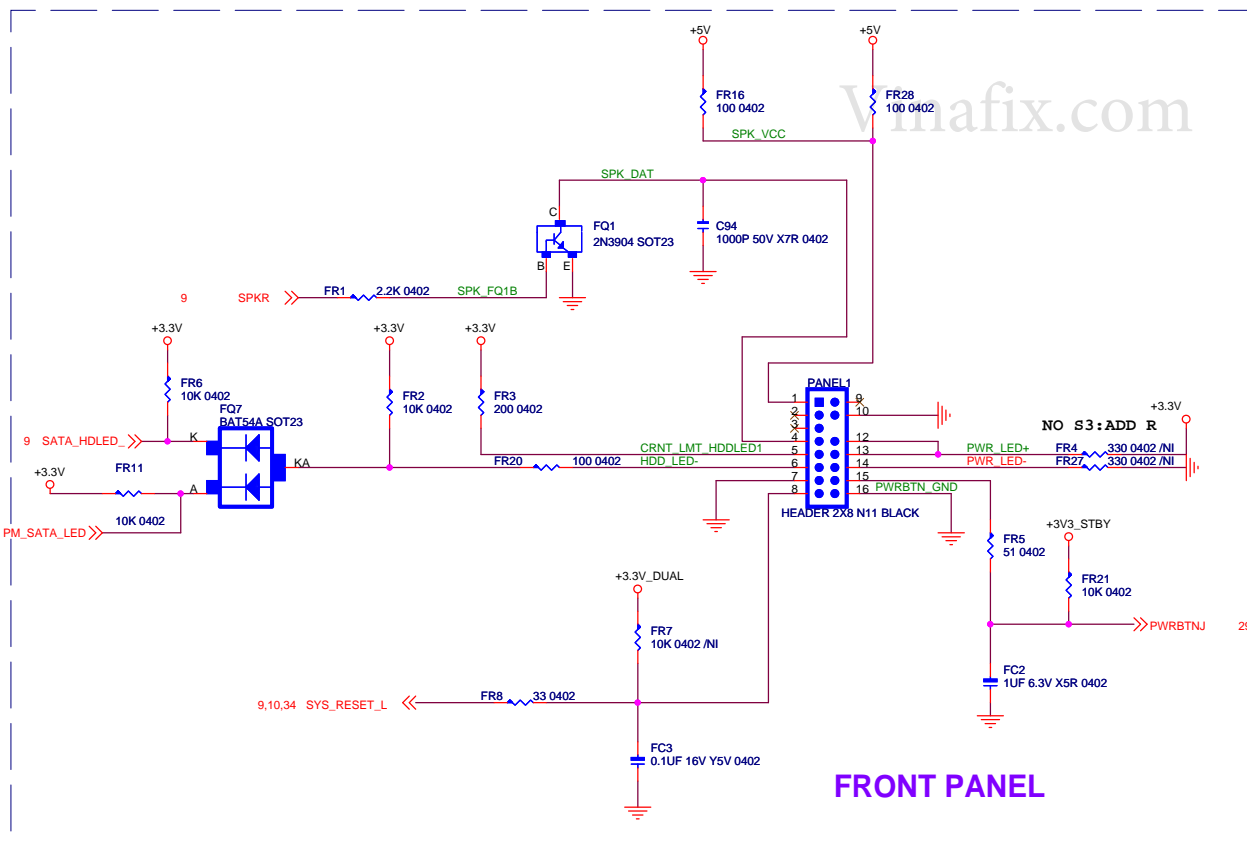 +5V
+5V
FR16
100 0402
FR28
100 0402
Vinafix.com
SPK_VCC
SPK_DAT
C
FQ1
2N3904 SOT23
C94
1000P 50V X7R 0402
B
E
9 SPKR
FR1
2.2K 0402
SPK_FQ1B
+3.3V
+3.3V
+3.3V
FR6
10K 0402
FR2
10K 0402
FR3
200 0402
FQ7
BAT54A SOT23
PANEL1
1
2
3
4
5
6
7
8
9
10
12
13
14
15
16
NO S3:ADD R
+3.3V
9 SATA_HDLED_
K
KA
A
CRNT_LMT_HDDLED1
PWR_LED+
FR4
330 0402 /NI
+3.3V
FR11
FR20
100 0402
HDD_LED-
PWR_LED-
FR27
330 0402 /NI
PWRBTN_GND
10K 0402
PM_SATA_LED
HEADER 2X8 N11 BLACK
+3V3_STBY
FR5
51 0402
FR21
10K 0402
+3.3V_DUAL
FR7
10K 0402 /NI
PWRBTNJ
29
FC2
1UF 6.3V X5R 0402
9,10,34 SYS_RESET_L
FR8
33 0402
FC3
0.1UF 16V Y5V 0402
FRONT PANEL